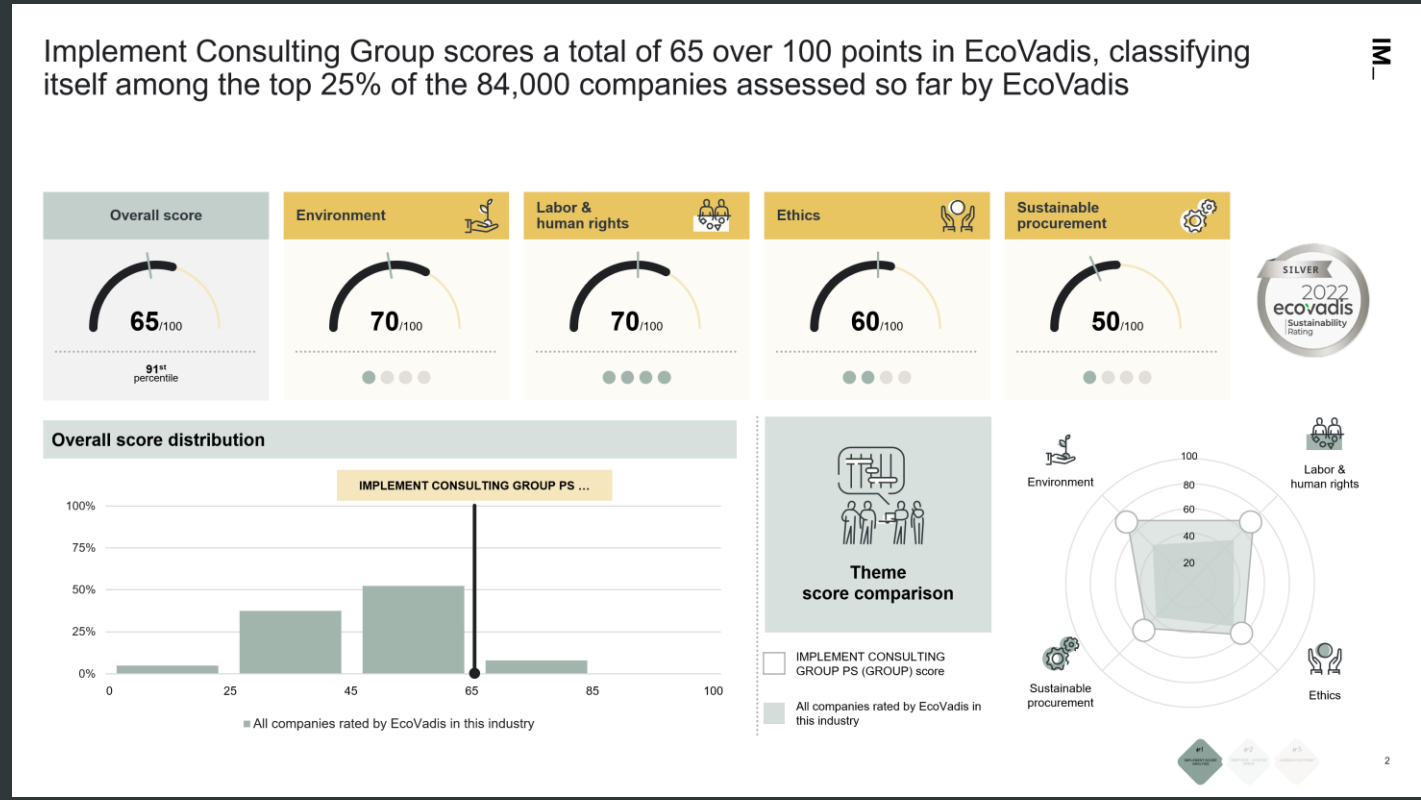 Implement Consulting Group scores a total of 65 over 100 points in EcoVadis, classifying
itself among the top 25% of the 84,000 companies assessed so far by EcoVadis
IM_
Overall score
65/100
91st
percentile
Environment
70/100
Labor &
human rights
70/100
Ethics
60/100
Sustainable
procurement
50/100
SILVER
2022
ecovadis
Sustainability
Rating
Overall score distribution
IMPLEMENT CONSULTING GROUP PS ...
100%
75%
50%
25%
0%
0 25 45 65 85 100
All companies rated by EcoVadis in this industry
Theme
score comparison
IMPLEMENT CONSULTING
GROUP PS (GROUP) score
All companies rated by EcoVadis in
this industry
Environment
Labor &
human rights
100
80
60
40
20
Sustainable
procurement
Ethics
#1
#2
#3
2